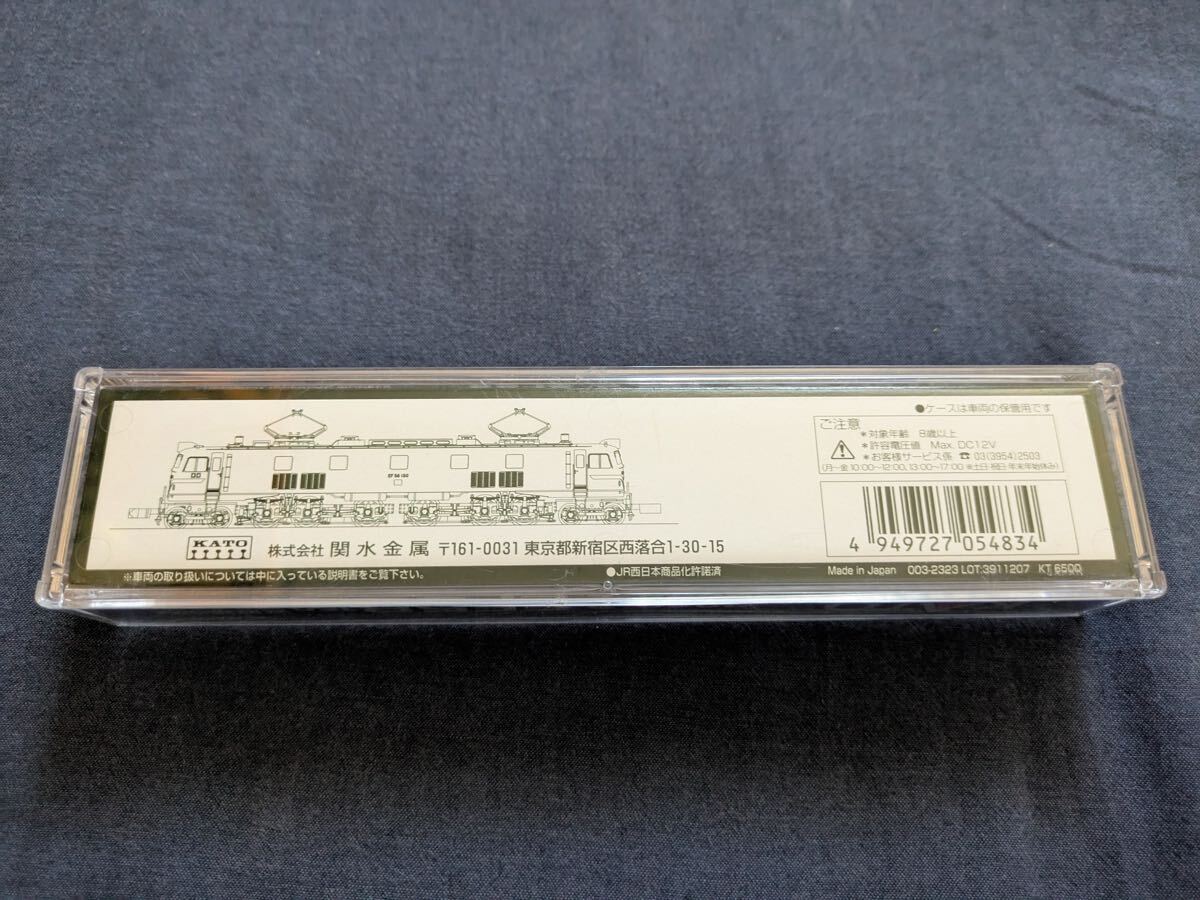 ●ケースは車両の保管用です
ご注意
＊対象年齢 8歳以上
＊許容電圧値 Max. DC12V
＊お客様サービス係 ☎ 03(3954)2503
(月～金 10:00～12:00, 13:00～17:00 ※土日・祝日・年末年始休み)
EF 58 150
KATO
株式会社 関水金属 〒161-0031 東京都新宿区西落合1-30-15
4 949727 054834
※車両の取り扱いについては中に入っている説明書をご覧下さい。
●JR西日本商品化許諾済
Made in Japan 003-2323 LOT:3911207 KT 6500